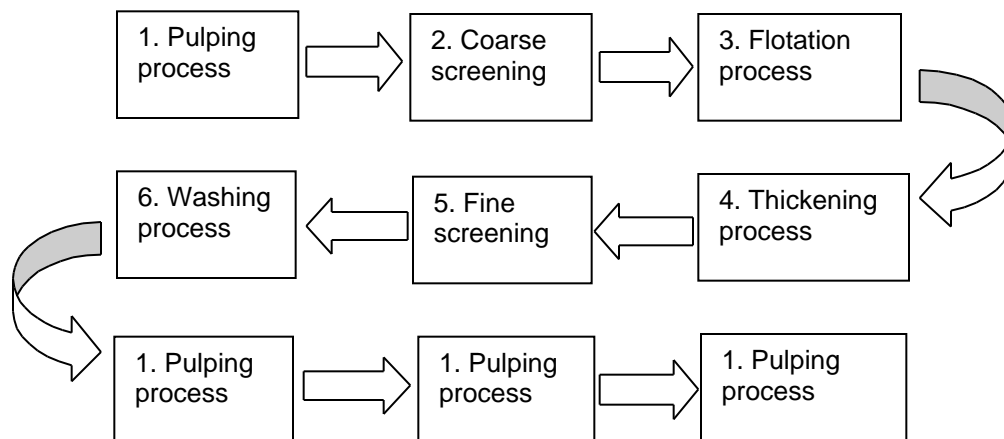 1. Pulping
process
2. Coarse
screening
3. Flotation
process
4. Thickening
process
5. Fine
screening
6. Washing
process
1. Pulping
process
1. Pulping
process
1. Pulping
process